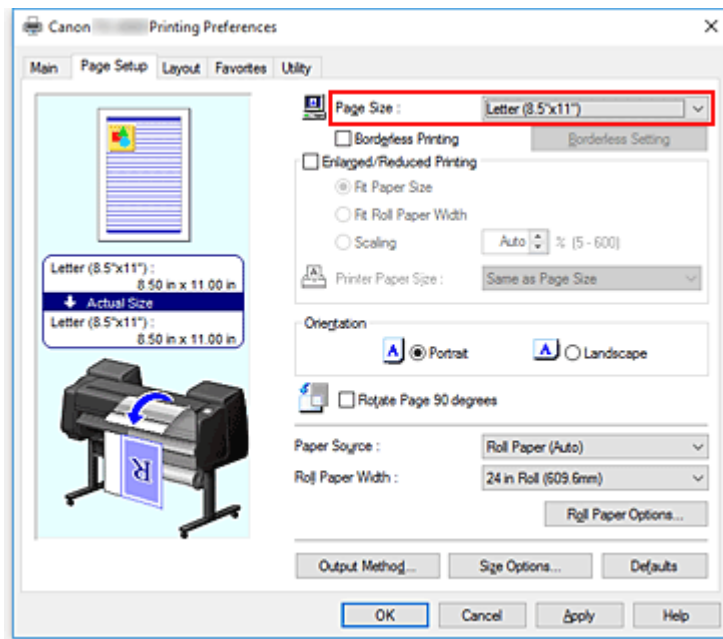 Canon Printing Preferences
Main Page Setup Layout Favorites Utility
Page Size : Letter (8.5"x11")
Borderless Printing Borderless Setting
Enlarged/Reduced Printing
Fit Paper Size
Fit Roll Paper Width
Scaling Auto % (5 - 600)
Printer Paper Size : Same as Page Size
Letter (8.5"x11") :
8.50 in x 11.00 in
Actual Size
Letter (8.5"x11") :
8.50 in x 11.00 in
Orientation
A Portrait A Landscape
Rotate Page 90 degrees
R
Paper Source : Roll Paper (Auto)
Roll Paper Width : 24 in Roll (609.6mm)
Roll Paper Options...
Output Method... Size Options... Defaults
OK Cancel Apply Help